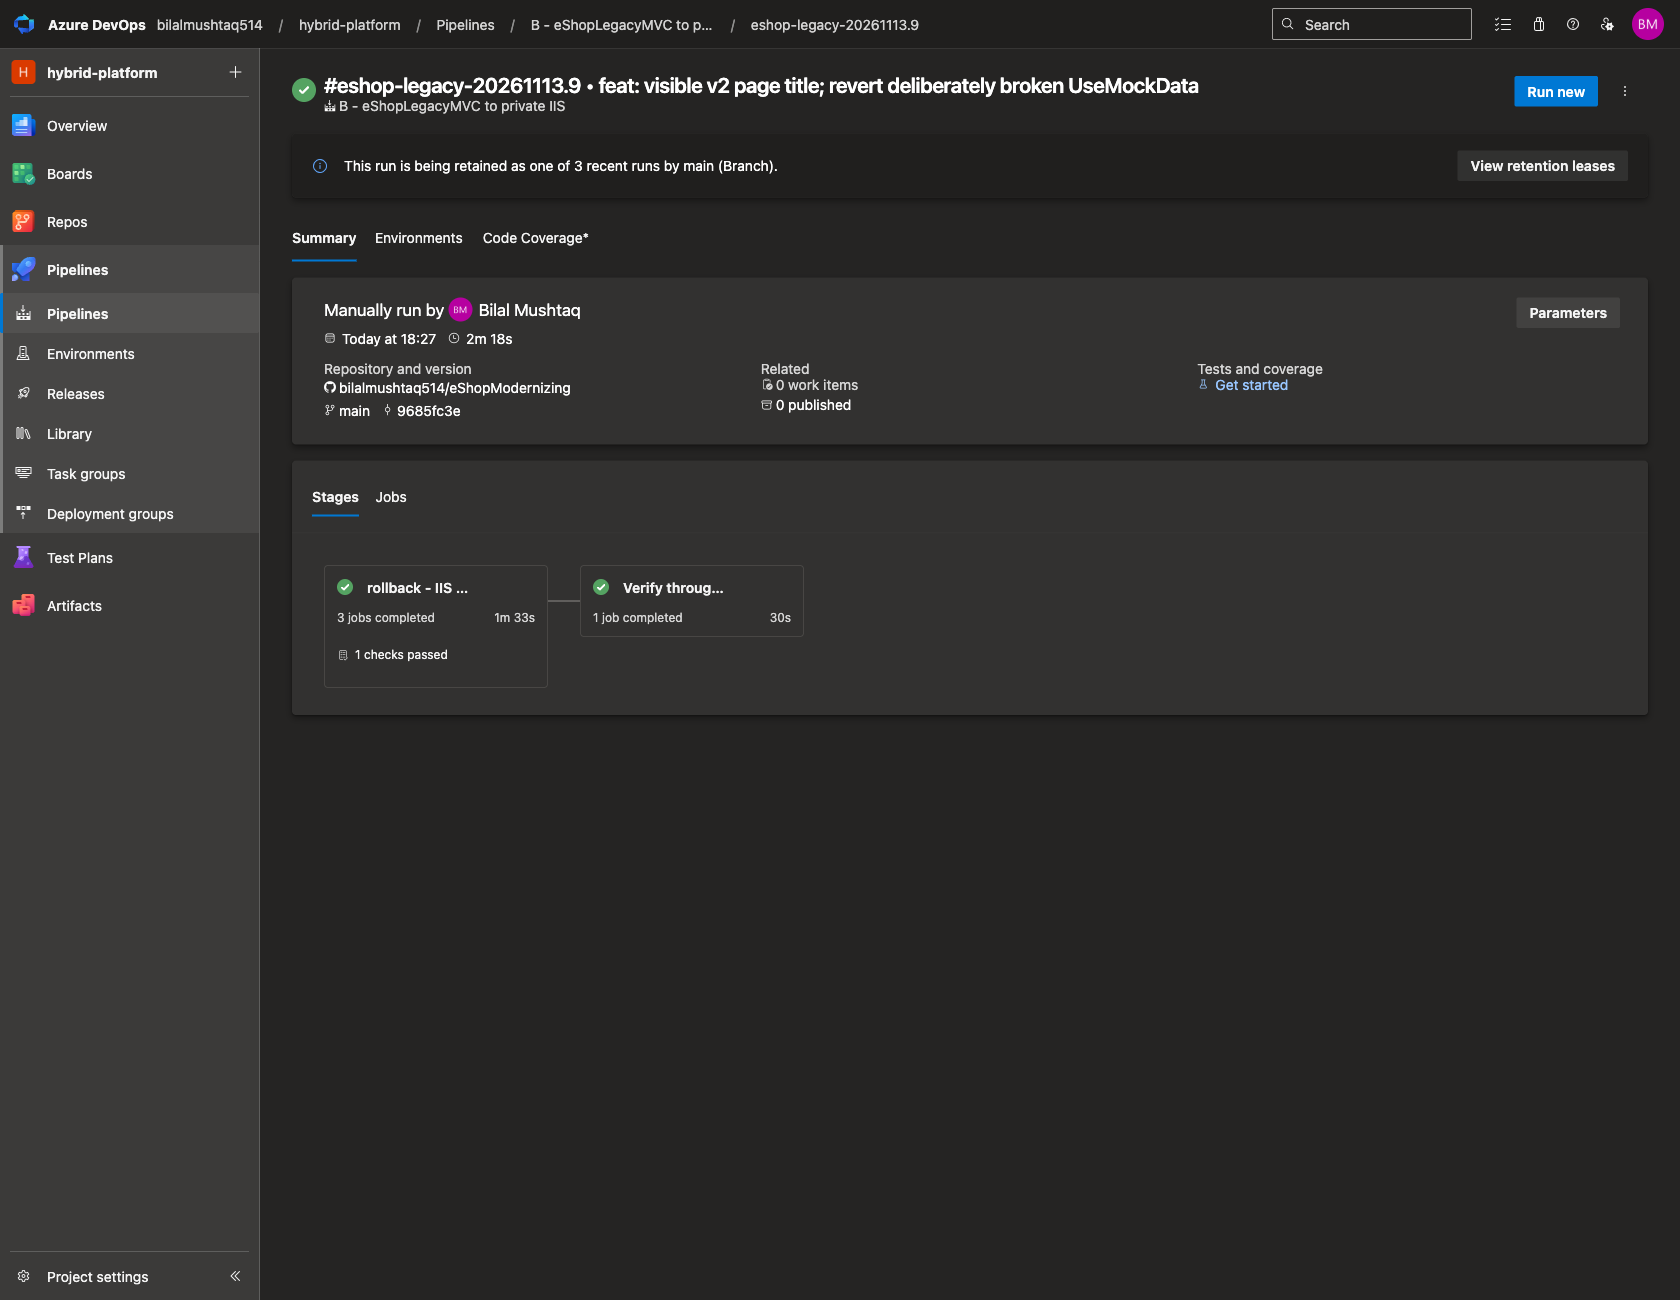 Azure DevOps bilalmushtaq514 / hybrid-platform / Pipelines / B - eShopLegacyMVC to p... / eshop-legacy-20261113.9
Search
BM
H hybrid-platform
Overview
Boards
Repos
Pipelines
Pipelines
Environments
Releases
Library
Task groups
Deployment groups
Test Plans
Artifacts
Project settings
#eshop-legacy-20261113.9 • feat: visible v2 page title; revert deliberately broken UseMockData
B - eShopLegacyMVC to private IIS
Run new
This run is being retained as one of 3 recent runs by main (Branch).
View retention leases
Summary Environments Code Coverage*
Manually run by BM Bilal Mushtaq
Parameters
Today at 18:27 2m 18s
Repository and version
bilalmushtaq514/eShopModernizing
main 9685fc3e
Related
0 work items
0 published
Tests and coverage
Get started
Stages Jobs
rollback - IIS ...
3 jobs completed 1m 33s
1 checks passed
Verify throug...
1 job completed 30s